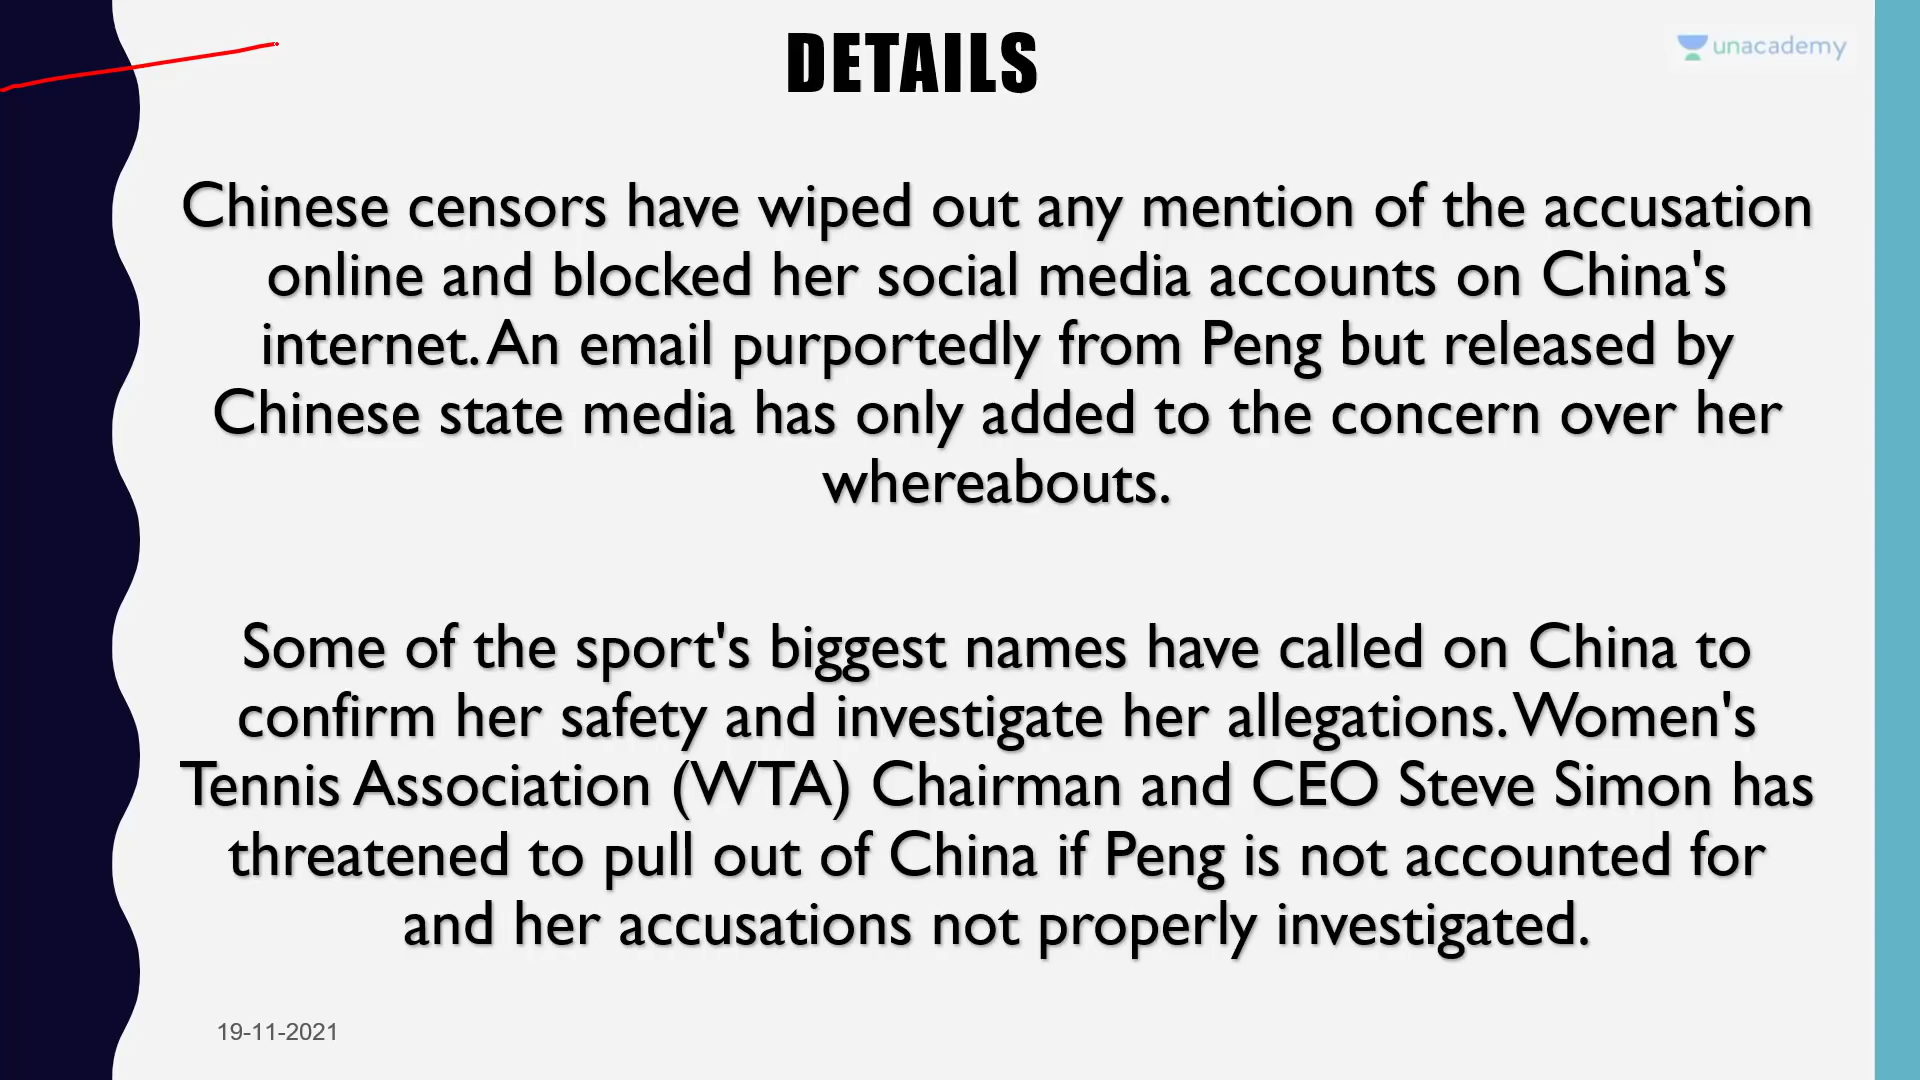 DETAILS
unacademy
Chinese censors have wiped out any mention of the accusation
online and blocked her social media accounts on China's
internet. An email purportedly from Peng but released by
Chinese state media has only added to the concern over her
whereabouts.
Some of the sport's biggest names have called on China to
confirm her safety and investigate her allegations. Women's
Tennis Association (WTA) Chairman and CEO Steve Simon has
threatened to pull out of China if Peng is not accounted for
and her accusations not properly investigated.
19-11-2021